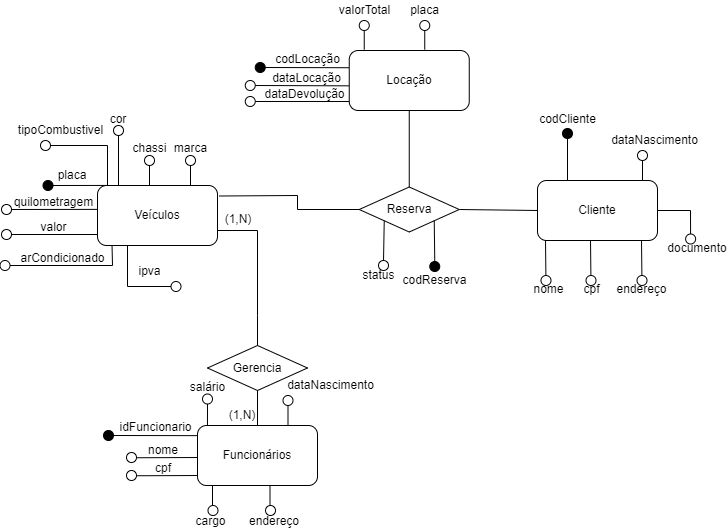 valorTotal
placa
codLocação
dataLocação
dataDevolução
Locação
codCliente
dataNascimento
cor
tipoCombustivel
chassi
marca
placa
quilometragem
valor
arCondicionado
ipva
Veículos
(1,N)
Reserva
status
codReserva
Cliente
documento
nome
cpf
endereço
Gerencia
salário
dataNascimento
(1,N)
idFuncionario
nome
cpf
Funcionários
cargo
endereço